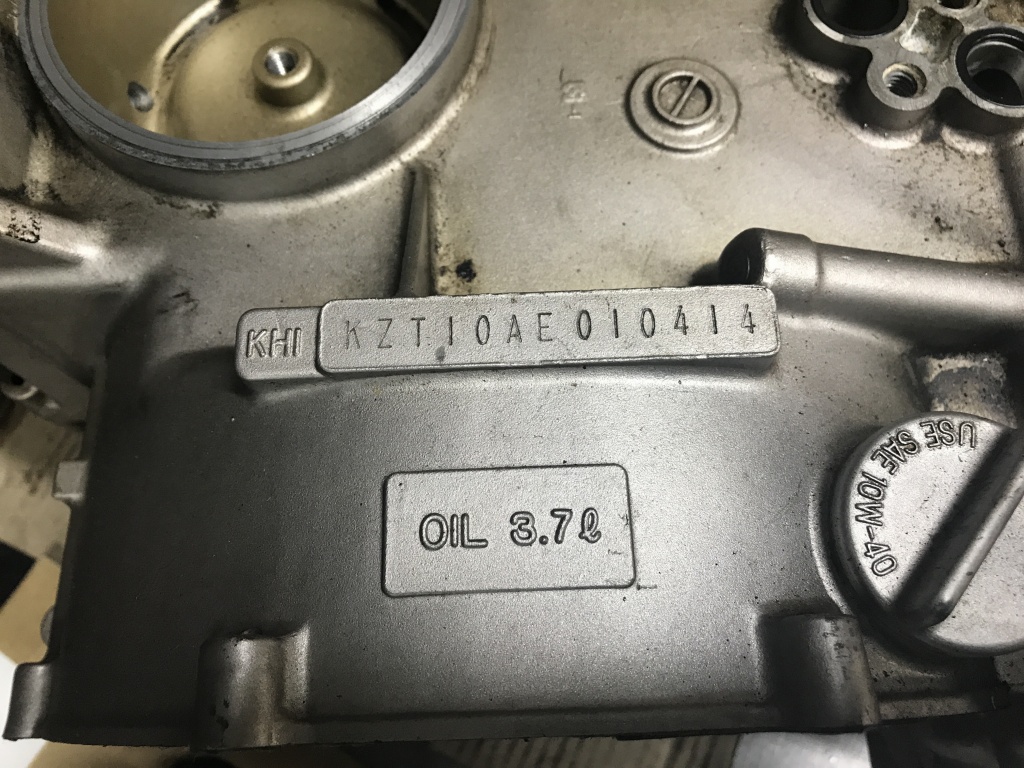 KHI KZT10AE010414
OIL 3.7ℓ
USE SAE 10W-40